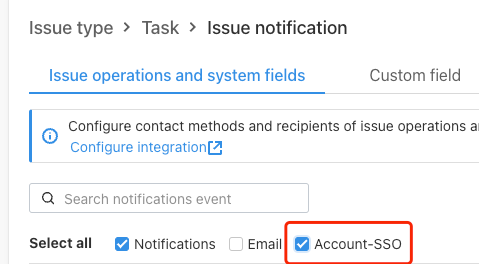 Issue type > Task > Issue notification
Issue operations and system fields Custom field
Configure contact methods and recipients of issue operations
Configure integration
Search notifications event
Select all Notifications Email Account-SSO